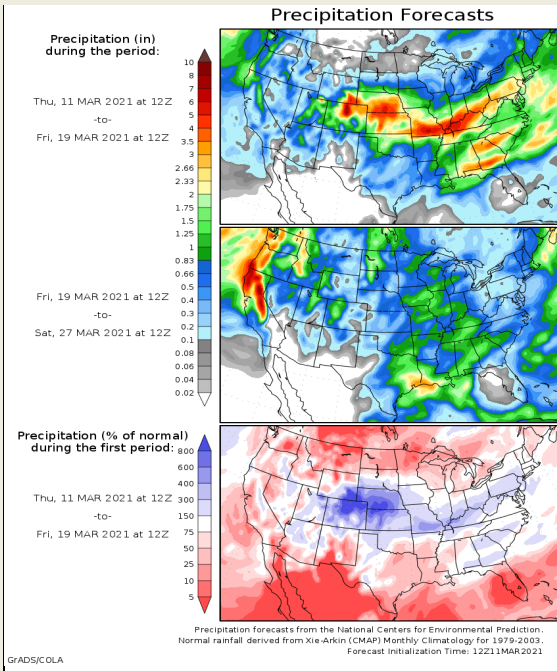 Precipitation Forecasts
Precipitation (in)
during the period:
Thu, 11 MAR 2021 at 12Z
-to-
Fri, 19 MAR 2021 at 12Z
10
8
7
6
5
4
3.5
3
2.66
2.33
2
1.75
1.5
1.25
1
0.83
0.66
0.5
0.4
0.3
0.2
0.1
0.08
0.06
0.04
0.02
Fri, 19 MAR 2021 at 12Z
-to-
Sat, 27 MAR 2021 at 12Z
Precipitation (% of normal)
during the first period:
Thu, 11 MAR 2021 at 12Z
-to-
Fri, 19 MAR 2021 at 12Z
800
600
400
300
150
75
50
25
10
5
Precipitation forecasts from the National Centers for Environmental Prediction.
Normal rainfall derived from Xie-Arkin (CMAP) Monthly Climatology for 1979-2003.
Forecast Initialization Time: 12Z11MAR2021
GrADS/COLA